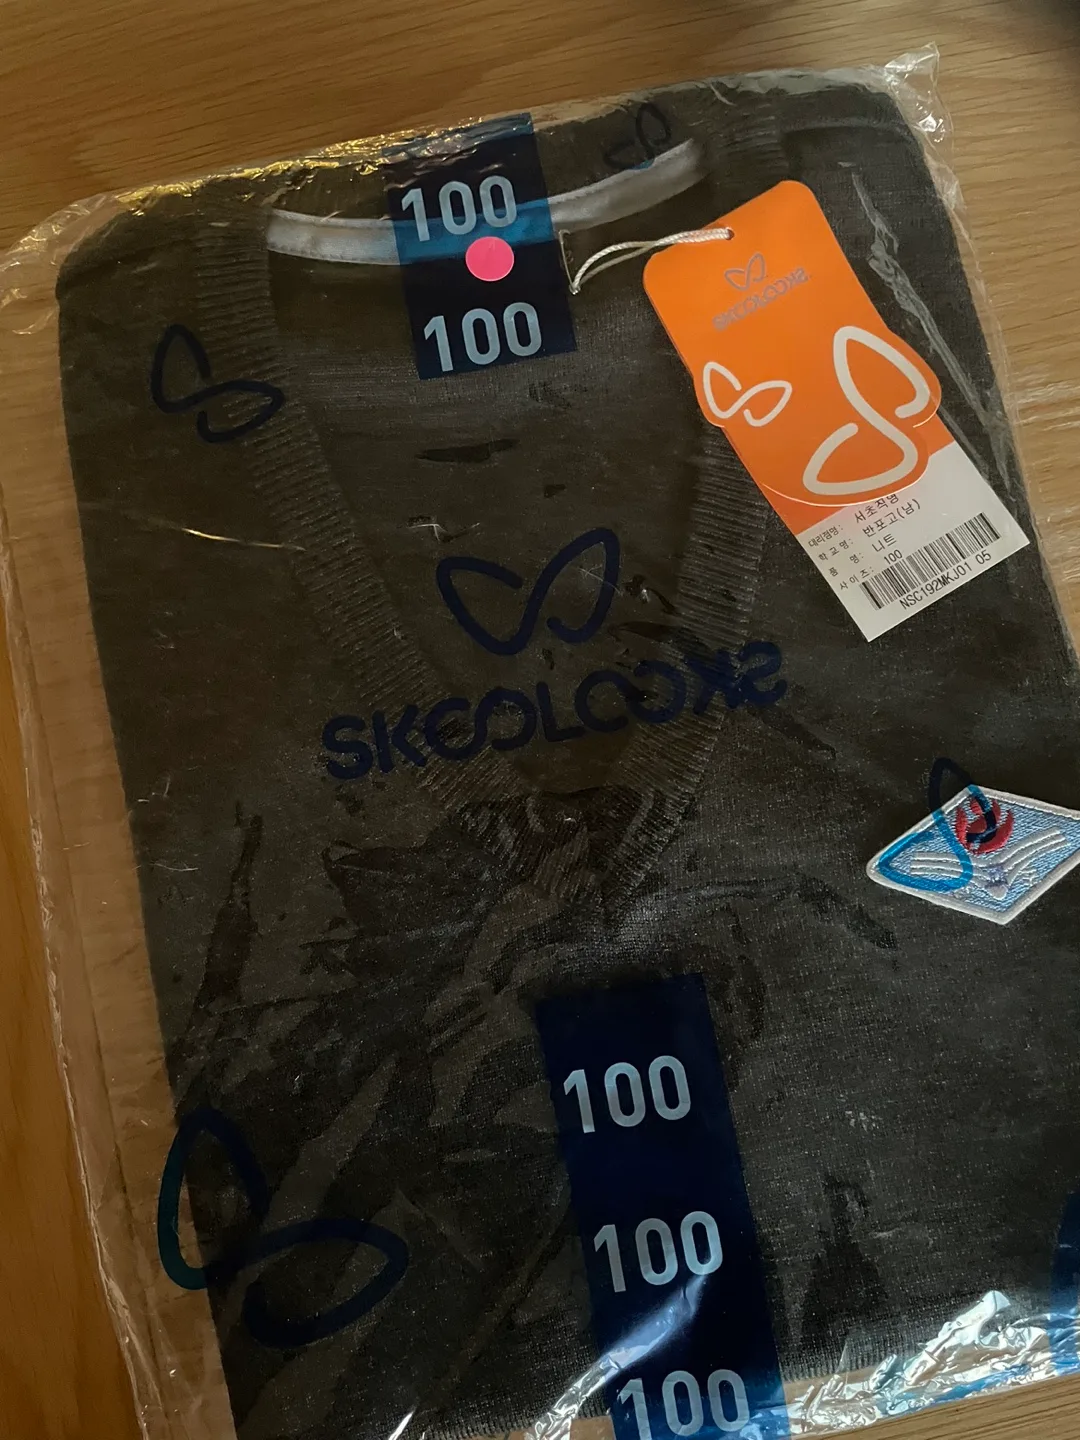 100
100
SKOOLOOKS
대리점명: 서초직영
학 교 명: 반포고(남)
품 명: 니트
사 이 즈: 100
NSC192MKJ01 05
SKOOLOOKS
100
100
100